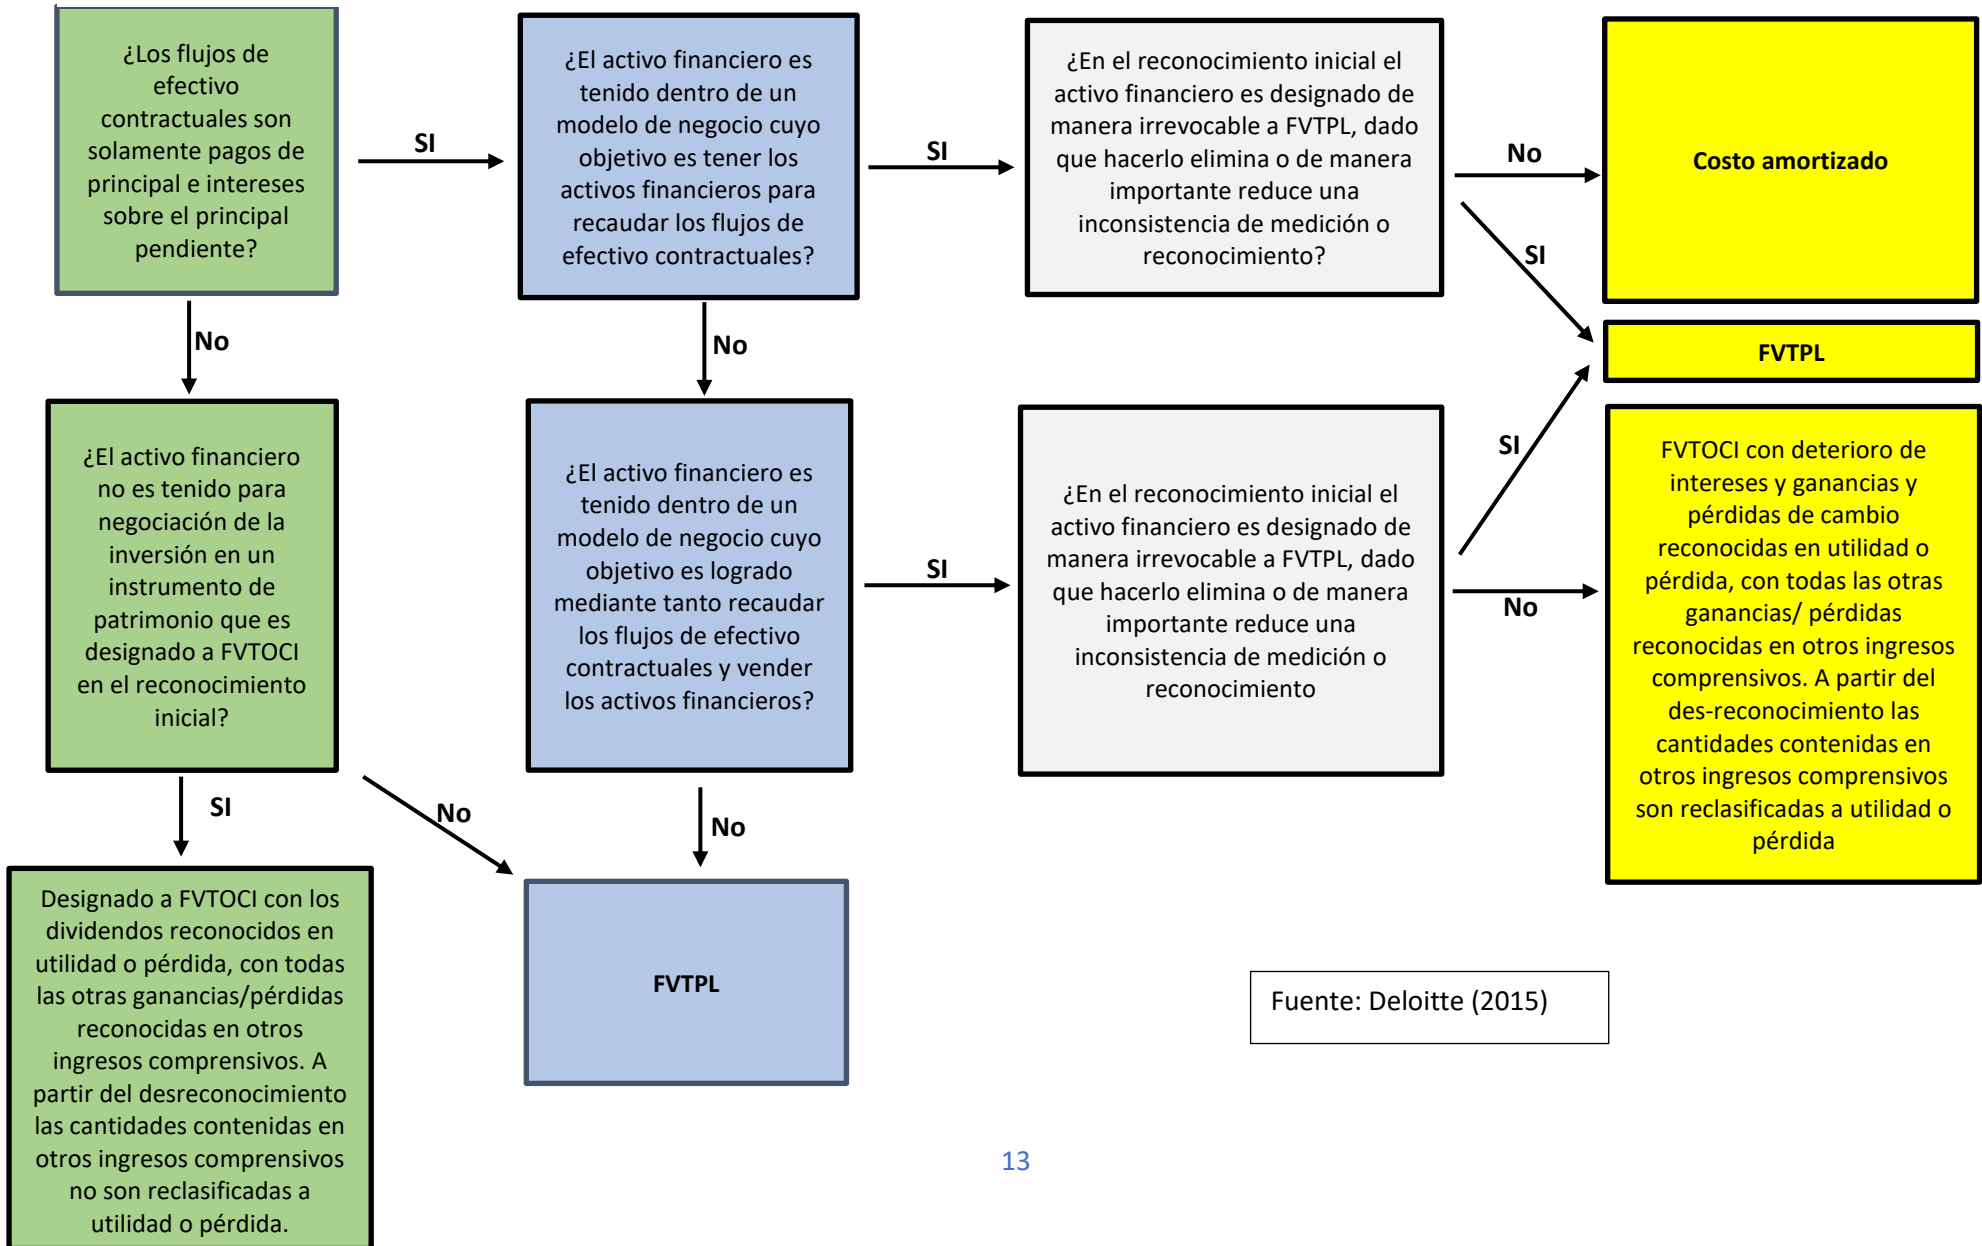 ¿Los flujos de
efectivo
contractuales son
solamente pagos de
principal e intereses
sobre el principal
pendiente?
SI
¿El activo financiero es
tenido dentro de un
modelo de negocio cuyo
objetivo es tener los
activos financieros para
recaudar los flujos de
efectivo contractuales?
SI
¿En el reconocimiento inicial el
activo financiero es designado de
manera irrevocable a FVTPL, dado
que hacerlo elimina o de manera
importante reduce una
inconsistencia de medición o
reconocimiento?
No
Costo amortizado
SI
No
No
FVTPL
¿El activo financiero
no es tenido para
negociación de la
inversión en un
instrumento de
patrimonio que es
designado a FVTOCI
en el reconocimiento
inicial?
¿El activo financiero es
tenido dentro de un
modelo de negocio cuyo
objetivo es logrado
mediante tanto recaudar
los flujos de efectivo
contractuales y vender
los activos financieros?
SI
¿En el reconocimiento inicial el
activo financiero es designado de
manera irrevocable a FVTPL, dado
que hacerlo elimina o de manera
importante reduce una
inconsistencia de medición o
reconocimiento
SI
No
FVTOCI con deterioro de
intereses y ganancias y
pérdidas de cambio
reconocidas en utilidad o
pérdida, con todas las otras
ganancias/ pérdidas
reconocidas en otros ingresos
comprensivos. A partir del
des-reconocimiento las
cantidades contenidas en
otros ingresos comprensivos
son reclasificadas a utilidad o
pérdida
SI
No
No
Designado a FVTOCI con los
dividendos reconocidos en
utilidad o pérdida, con todas
las otras ganancias/pérdidas
reconocidas en otros
ingresos comprensivos. A
partir del desreconocimiento
las cantidades contenidas en
otros ingresos comprensivos
no son reclasificadas a
utilidad o pérdida.
FVTPL
Fuente: Deloitte (2015)
13